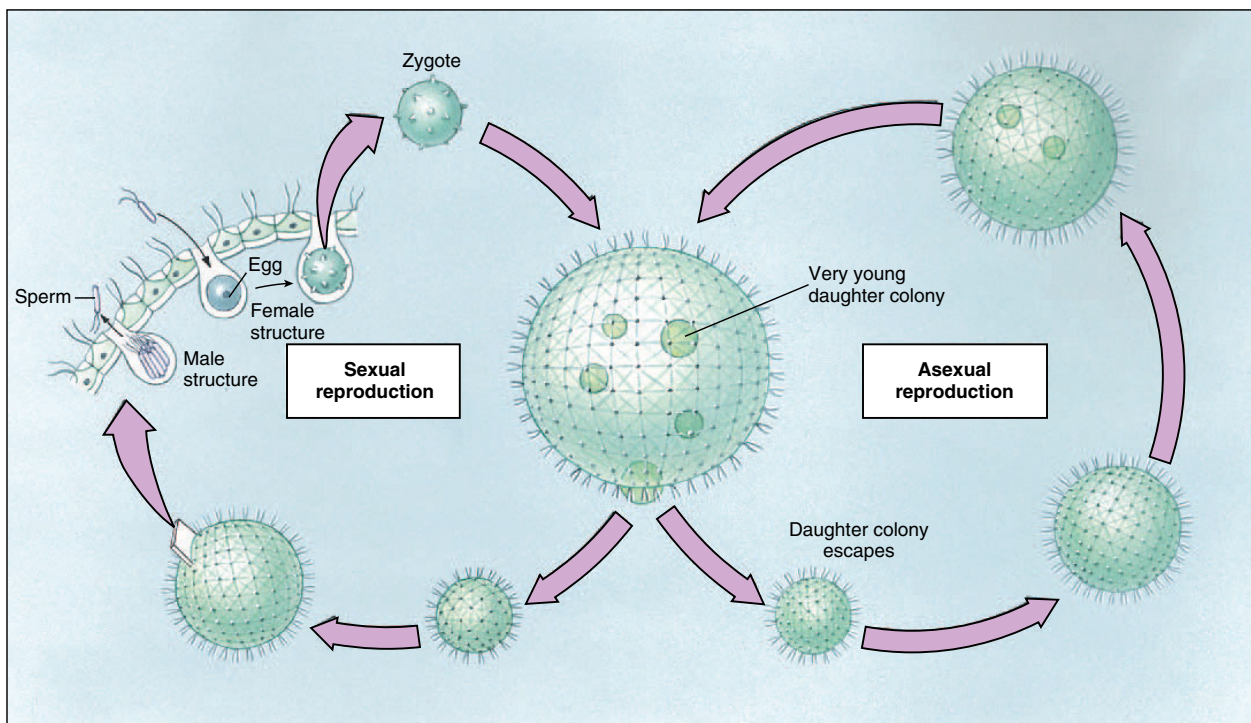 Zygote
Egg
Sperm
Female
structure
Male
structure
Sexual
reproduction
Very young
daughter colony
Asexual
reproduction
Daughter colony
escapes